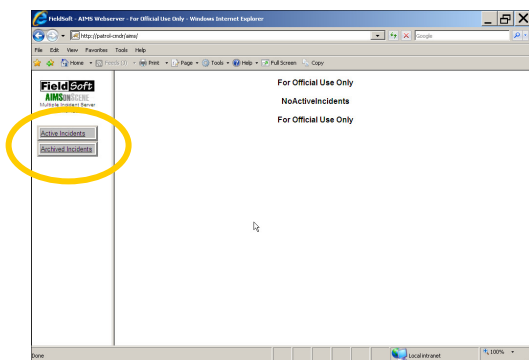 FieldSoft - AIMS Webserver - For Official Use Only - Windows Internet Explorer
http://patrol-cmdr/aims/
Google
File Edit View Favorites Tools Help
Home Feeds (J) Print Page Tools Help Full Screen Copy
Field Soft
AIMSONSCENE
Multiple Incident Server
Active Incidents
Archived Incidents
For Official Use Only
NoActiveIncidents
For Official Use Only
Done
Local intranet
100%